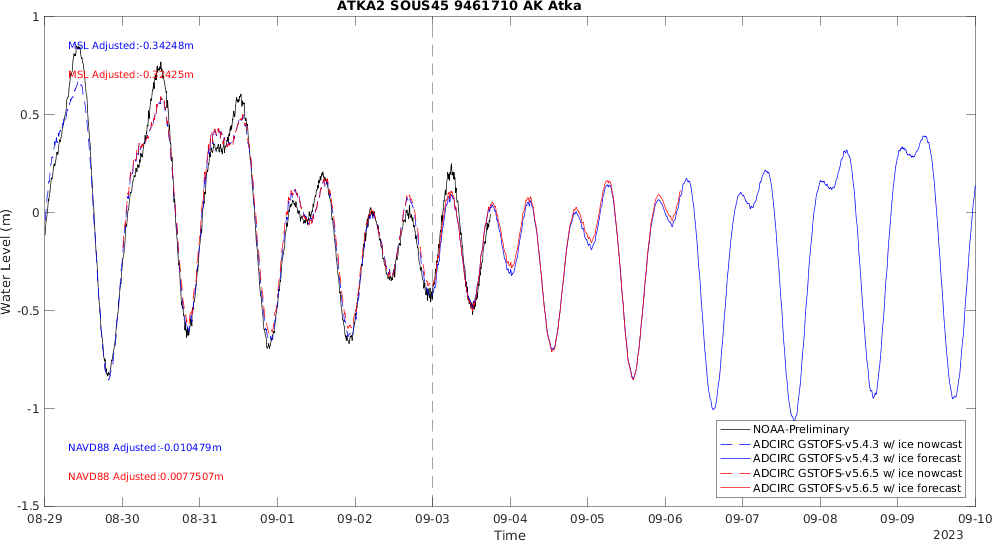 ATKA2 SOUS45 9461710 AK Atka
1
0.5
0
-0.5
-1
-1.5
Water Level (m)
MSL Adjusted:-0.34248m
MSL Adjusted:-0.32425m
NAVD88 Adjusted:-0.010479m
NAVD88 Adjusted:0.0077507m
NOAA-Preliminary
ADCIRC GSTOFS-v5.4.3 w/ ice nowcast
ADCIRC GSTOFS-v5.4.3 w/ ice forecast
ADCIRC GSTOFS-v5.6.5 w/ ice nowcast
ADCIRC GSTOFS-v5.6.5 w/ ice forecast
08-29 08-30 08-31 09-01 09-02 09-03 09-04 09-05 09-06 09-07 09-08 09-09 09-10
Time
2023